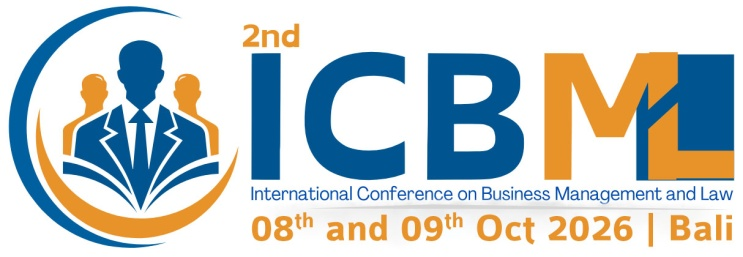 2nd
ICBML
International Conference on Business Management and Law
08th and 09th Oct 2026 | Bali